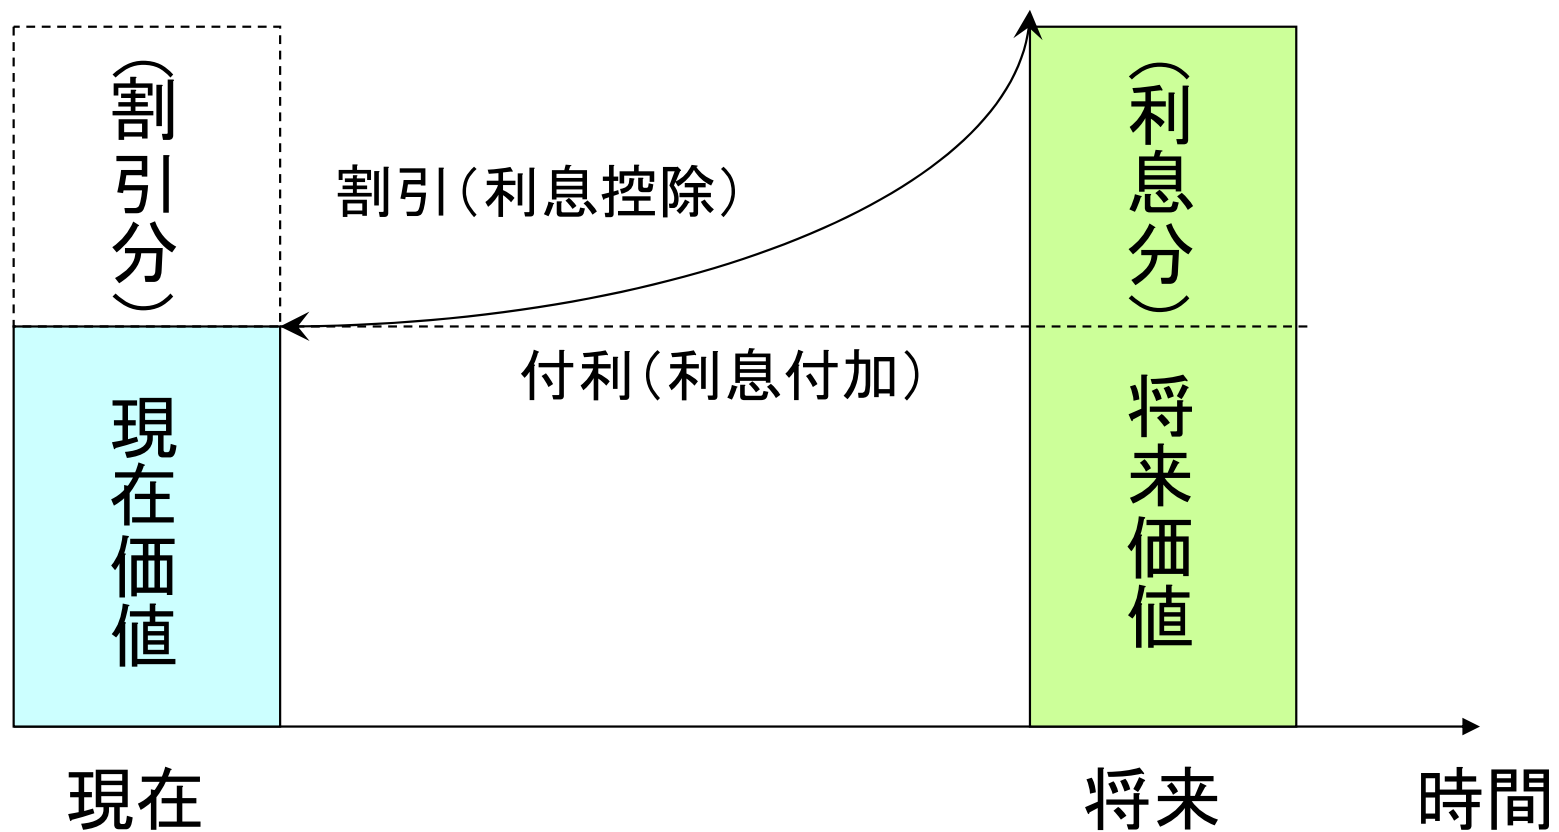 （割引分）
現在価値
割引（利息控除）
付利（利息付加）
（利息分）
将来価値
現在
将来
時間